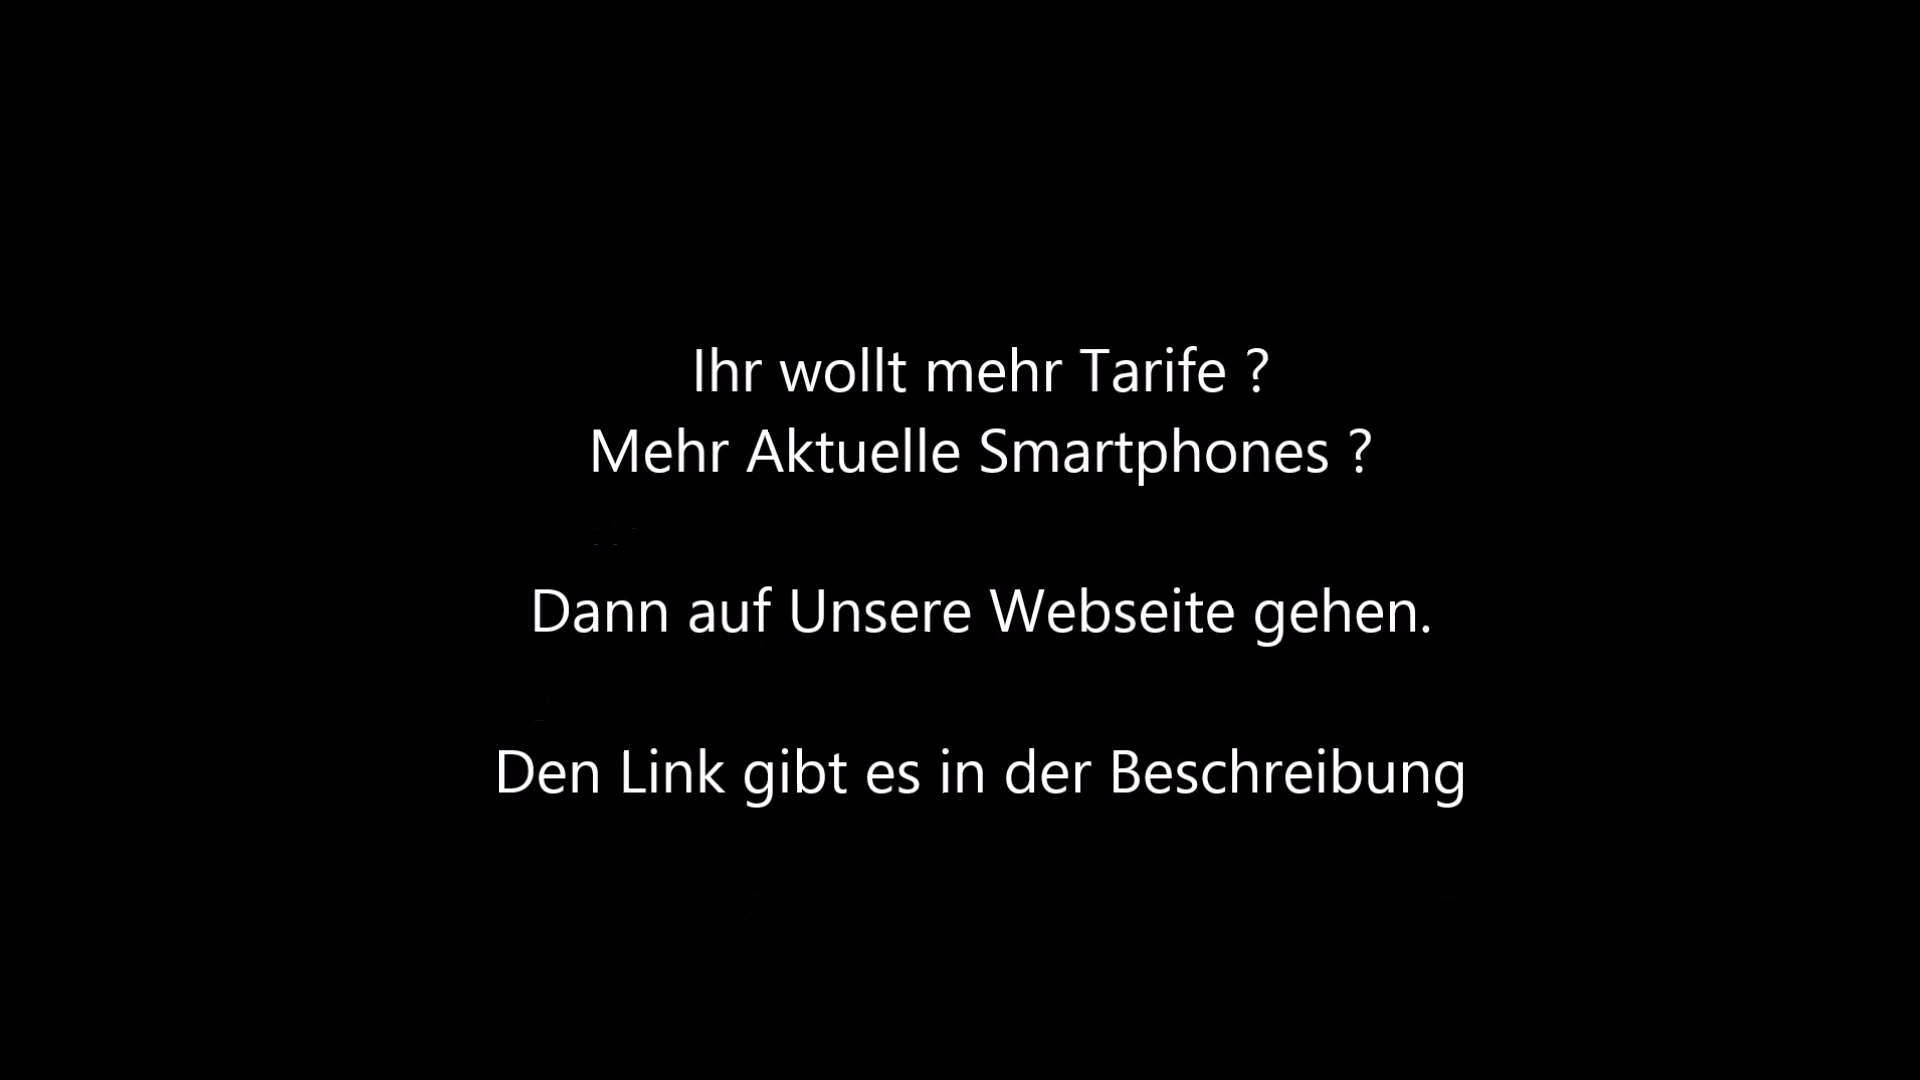 Ihr wollt mehr Tarife ?
Mehr Aktuelle Smartphones ?
Dann auf Unsere Webseite gehen.
Den Link gibt es in der Beschreibung